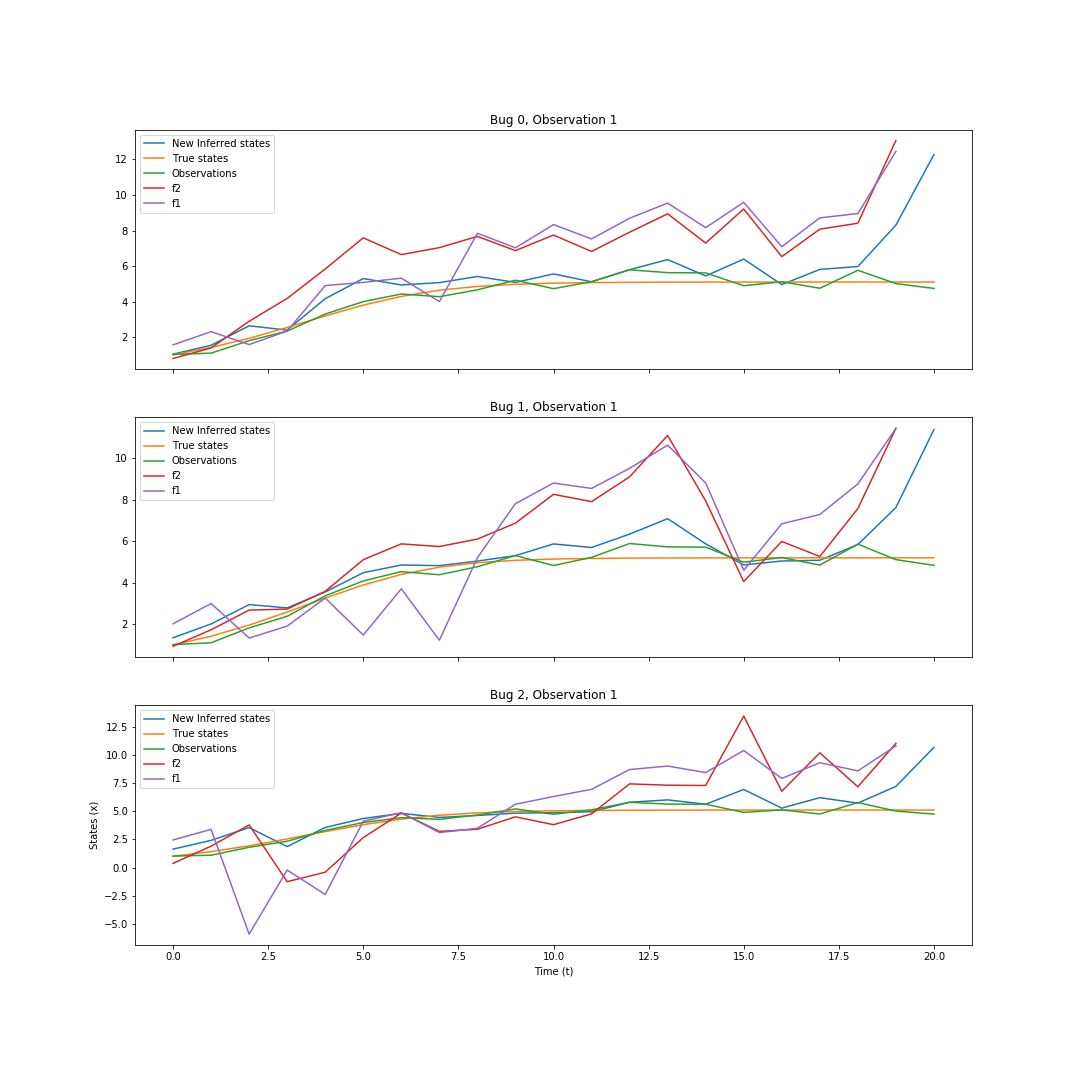 Bug 0, Observation 1
New Inferred states
True states
Observations
f2
f1
12
10
8
6
4
2
Bug 1, Observation 1
New Inferred states
True states
Observations
f2
f1
10
8
6
4
2
Bug 2, Observation 1
New Inferred states
True states
Observations
f2
f1
12.5
10.0
7.5
5.0
2.5
0.0
−2.5
−5.0
States (x)
0.0 2.5 5.0 7.5 10.0 12.5 15.0 17.5 20.0
Time (t)